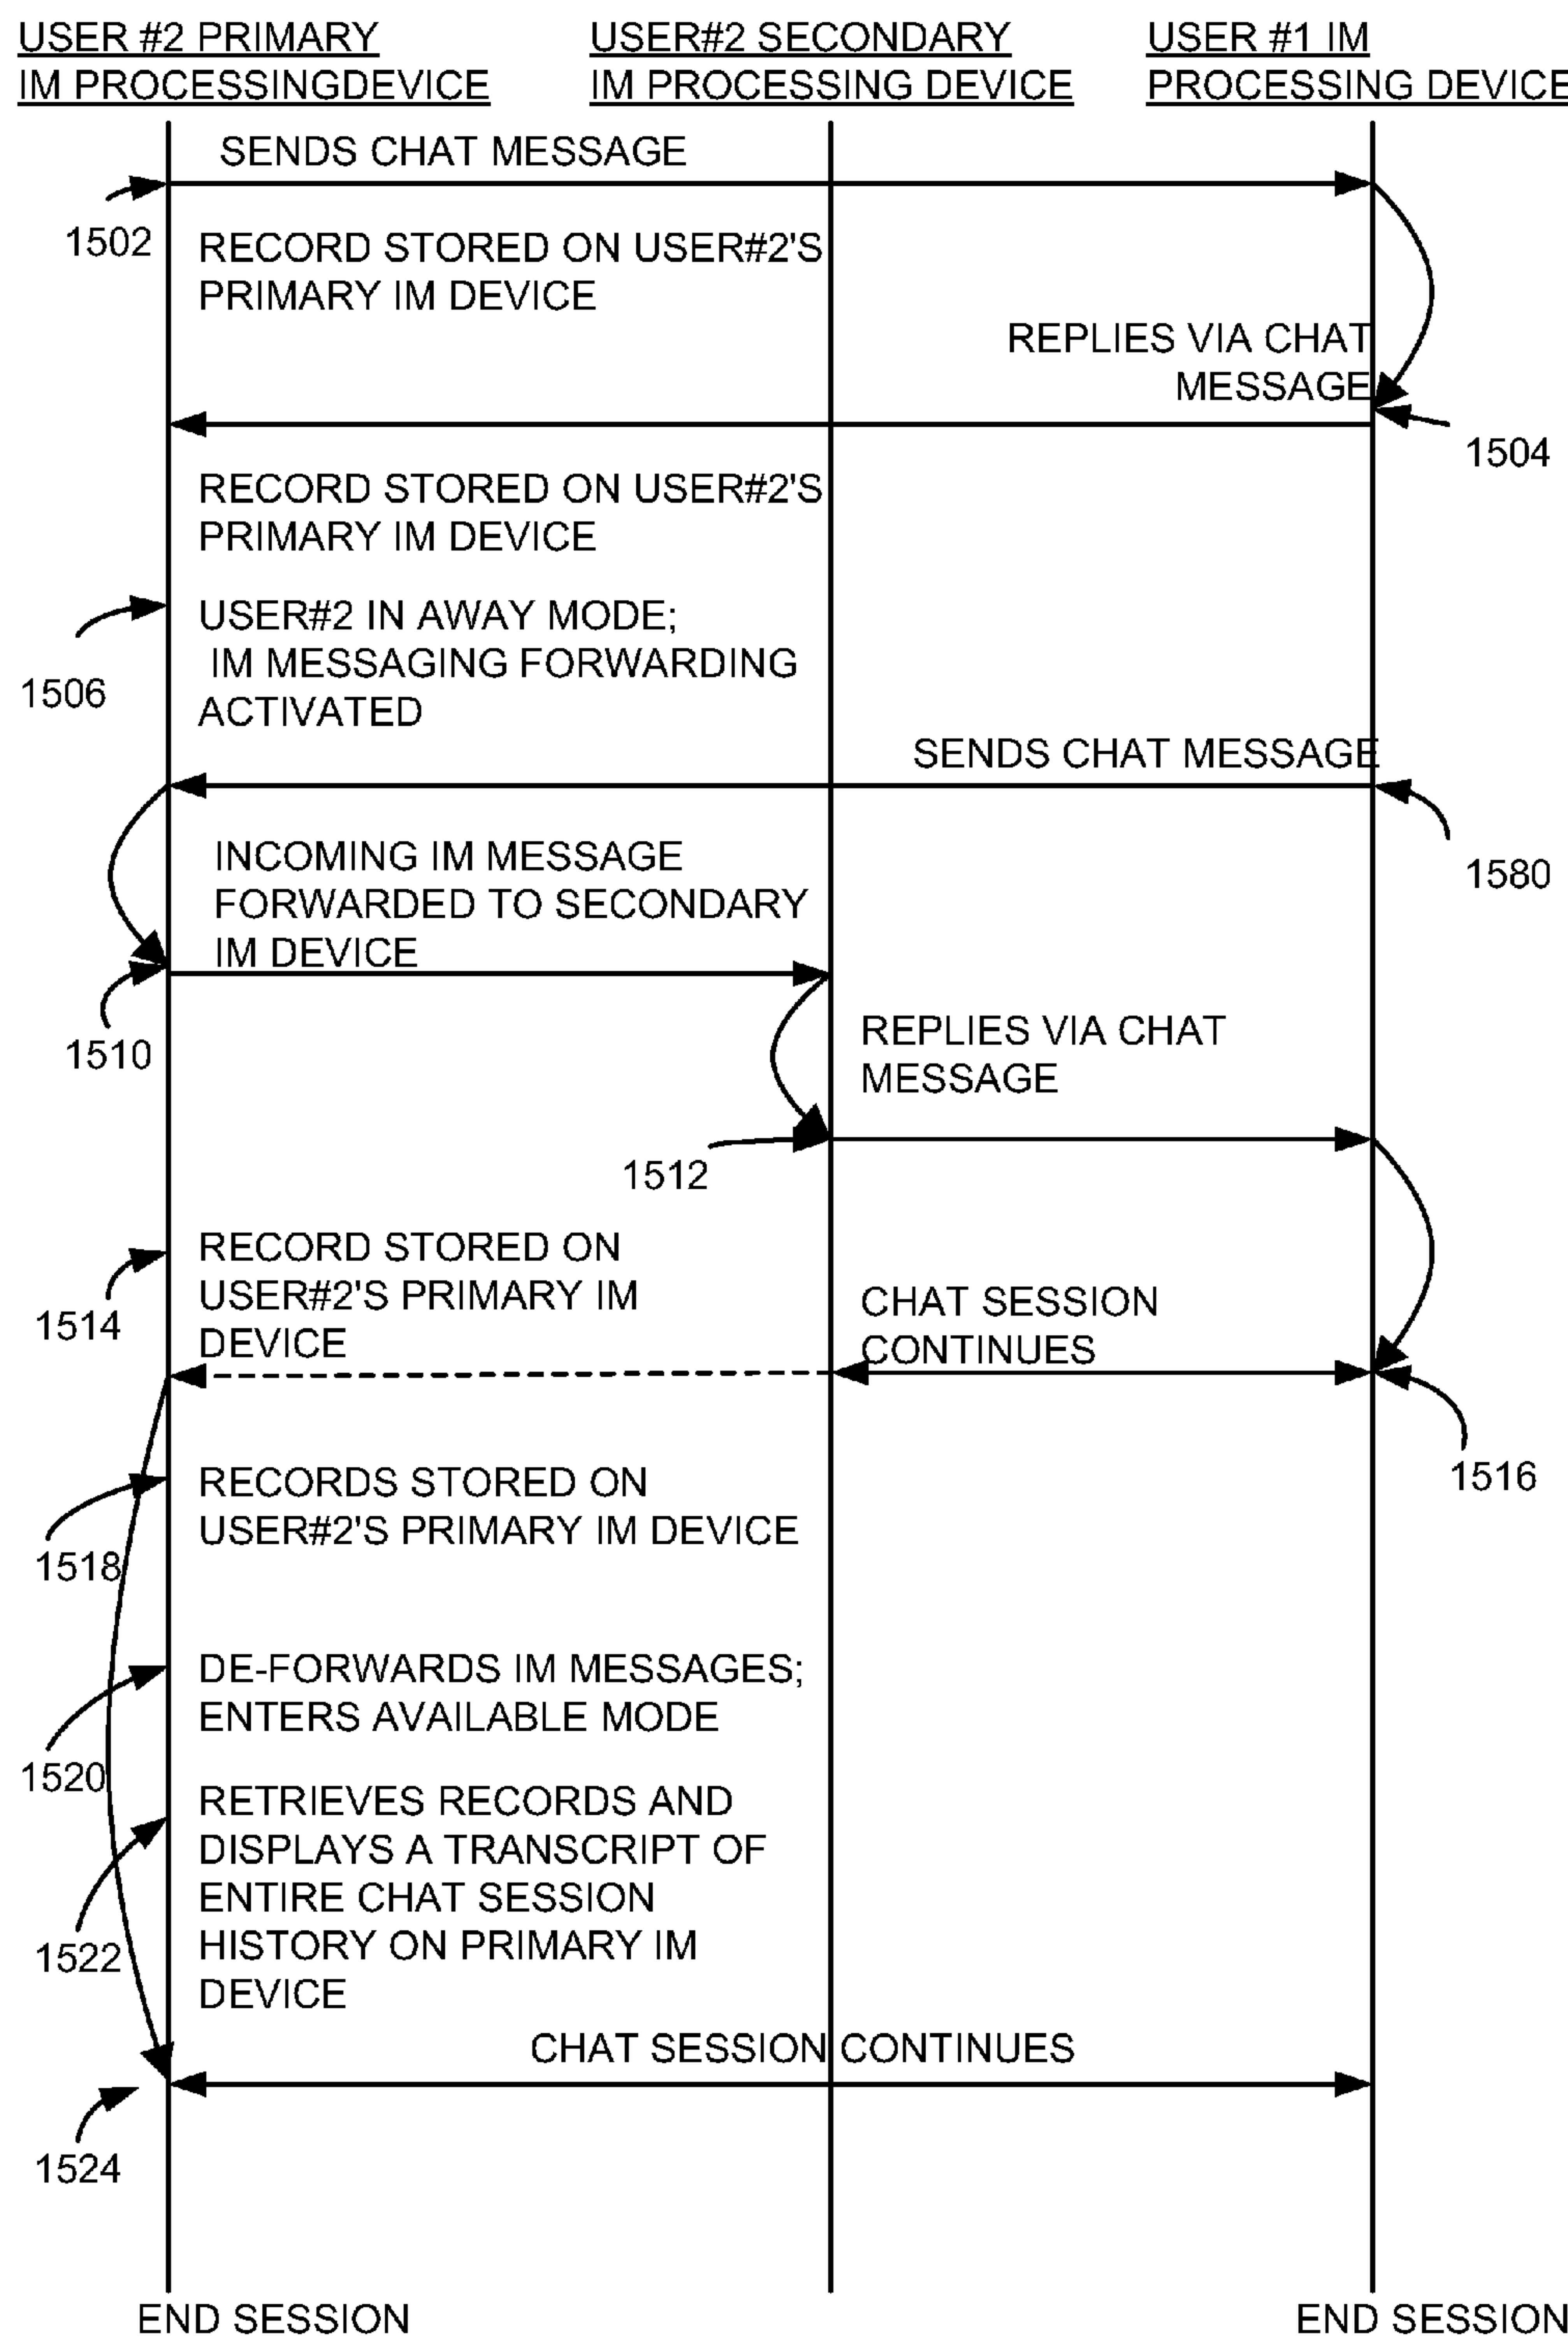 USER #2 PRIMARY
IM PROCESSINGDEVICE
USER#2 SECONDARY
IM PROCESSING DEVICE
USER #1 IM
PROCESSING DEVICE
SENDS CHAT MESSAGE
1502
RECORD STORED ON USER#2'S
PRIMARY IM DEVICE
REPLIES VIA CHAT
MESSAGE
1504
RECORD STORED ON USER#2'S
PRIMARY IM DEVICE
1506
USER#2 IN AWAY MODE;
IM MESSAGING FORWARDING
ACTIVATED
SENDS CHAT MESSAGE
1580
INCOMING IM MESSAGE
FORWARDED TO SECONDARY
IM DEVICE
1510
REPLIES VIA CHAT
MESSAGE
1512
1514
RECORD STORED ON
USER#2'S PRIMARY IM
DEVICE
CHAT SESSION
CONTINUES
1516
1518
RECORDS STORED ON
USER#2'S PRIMARY IM DEVICE
1520
DE-FORWARDS IM MESSAGES;
ENTERS AVAILABLE MODE
1522
RETRIEVES RECORDS AND
DISPLAYS A TRANSCRIPT OF
ENTIRE CHAT SESSION
HISTORY ON PRIMARY IM
DEVICE
CHAT SESSION CONTINUES
1524
END SESSION
END SESSION